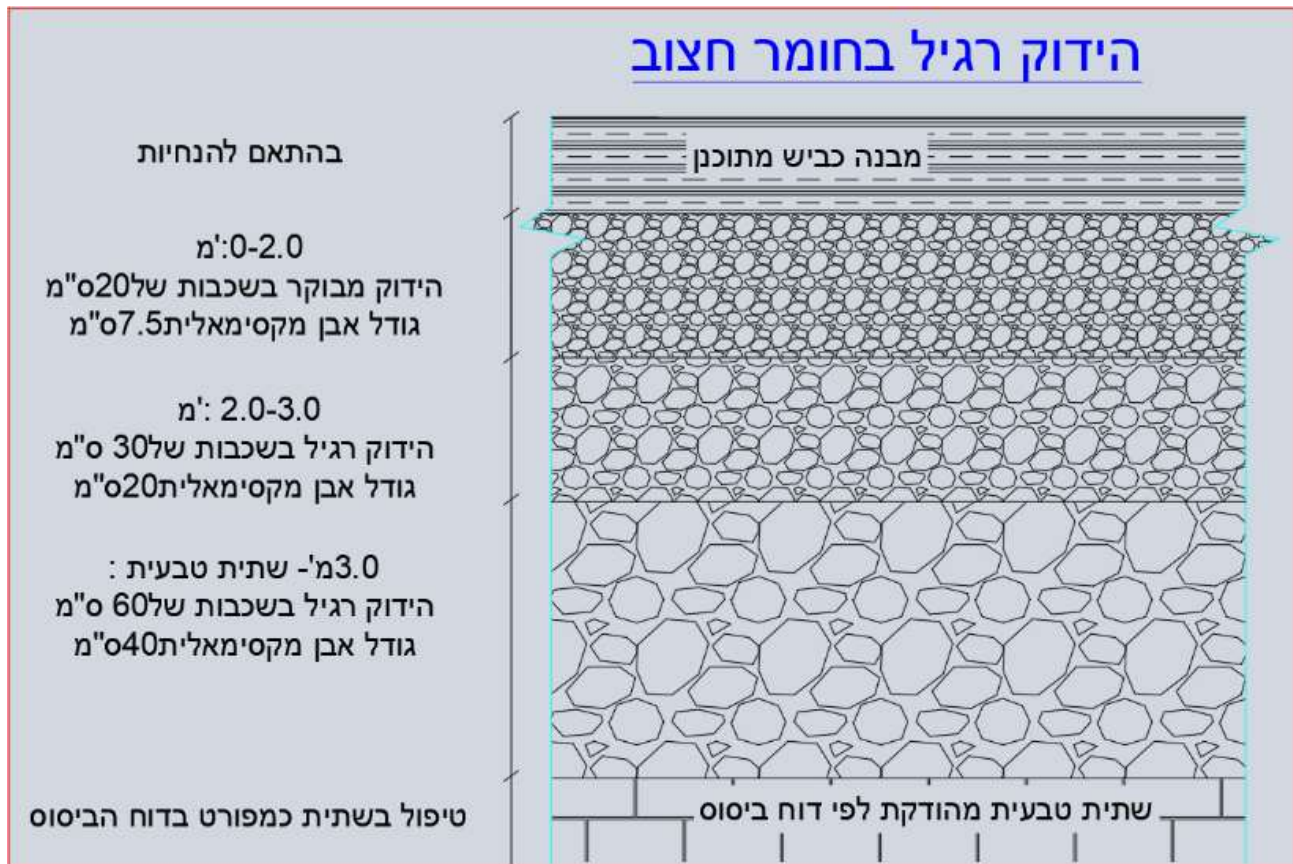 הידוק רגיל בחומר חצוב
בהתאם להנחיות
מבנה כביש מתוכנן
0-2.0:'מ
הידוק מבוקר בשכבות של20ס"מ
גודל אבן מקסימאלית7.5ס"מ
2.0-3.0 :'מ
הידוק רגיל בשכבות של30 ס"מ
גודל אבן מקסימאלית20ס"מ
3.0מ'- שתית טבעית :
הידוק רגיל בשכבות של60 ס"מ
גודל אבן מקסימאלית40ס"מ
טיפול בשתית כמפורט בדוח הביסוס
שתית טבעית מהודקת לפי דוח ביסוס